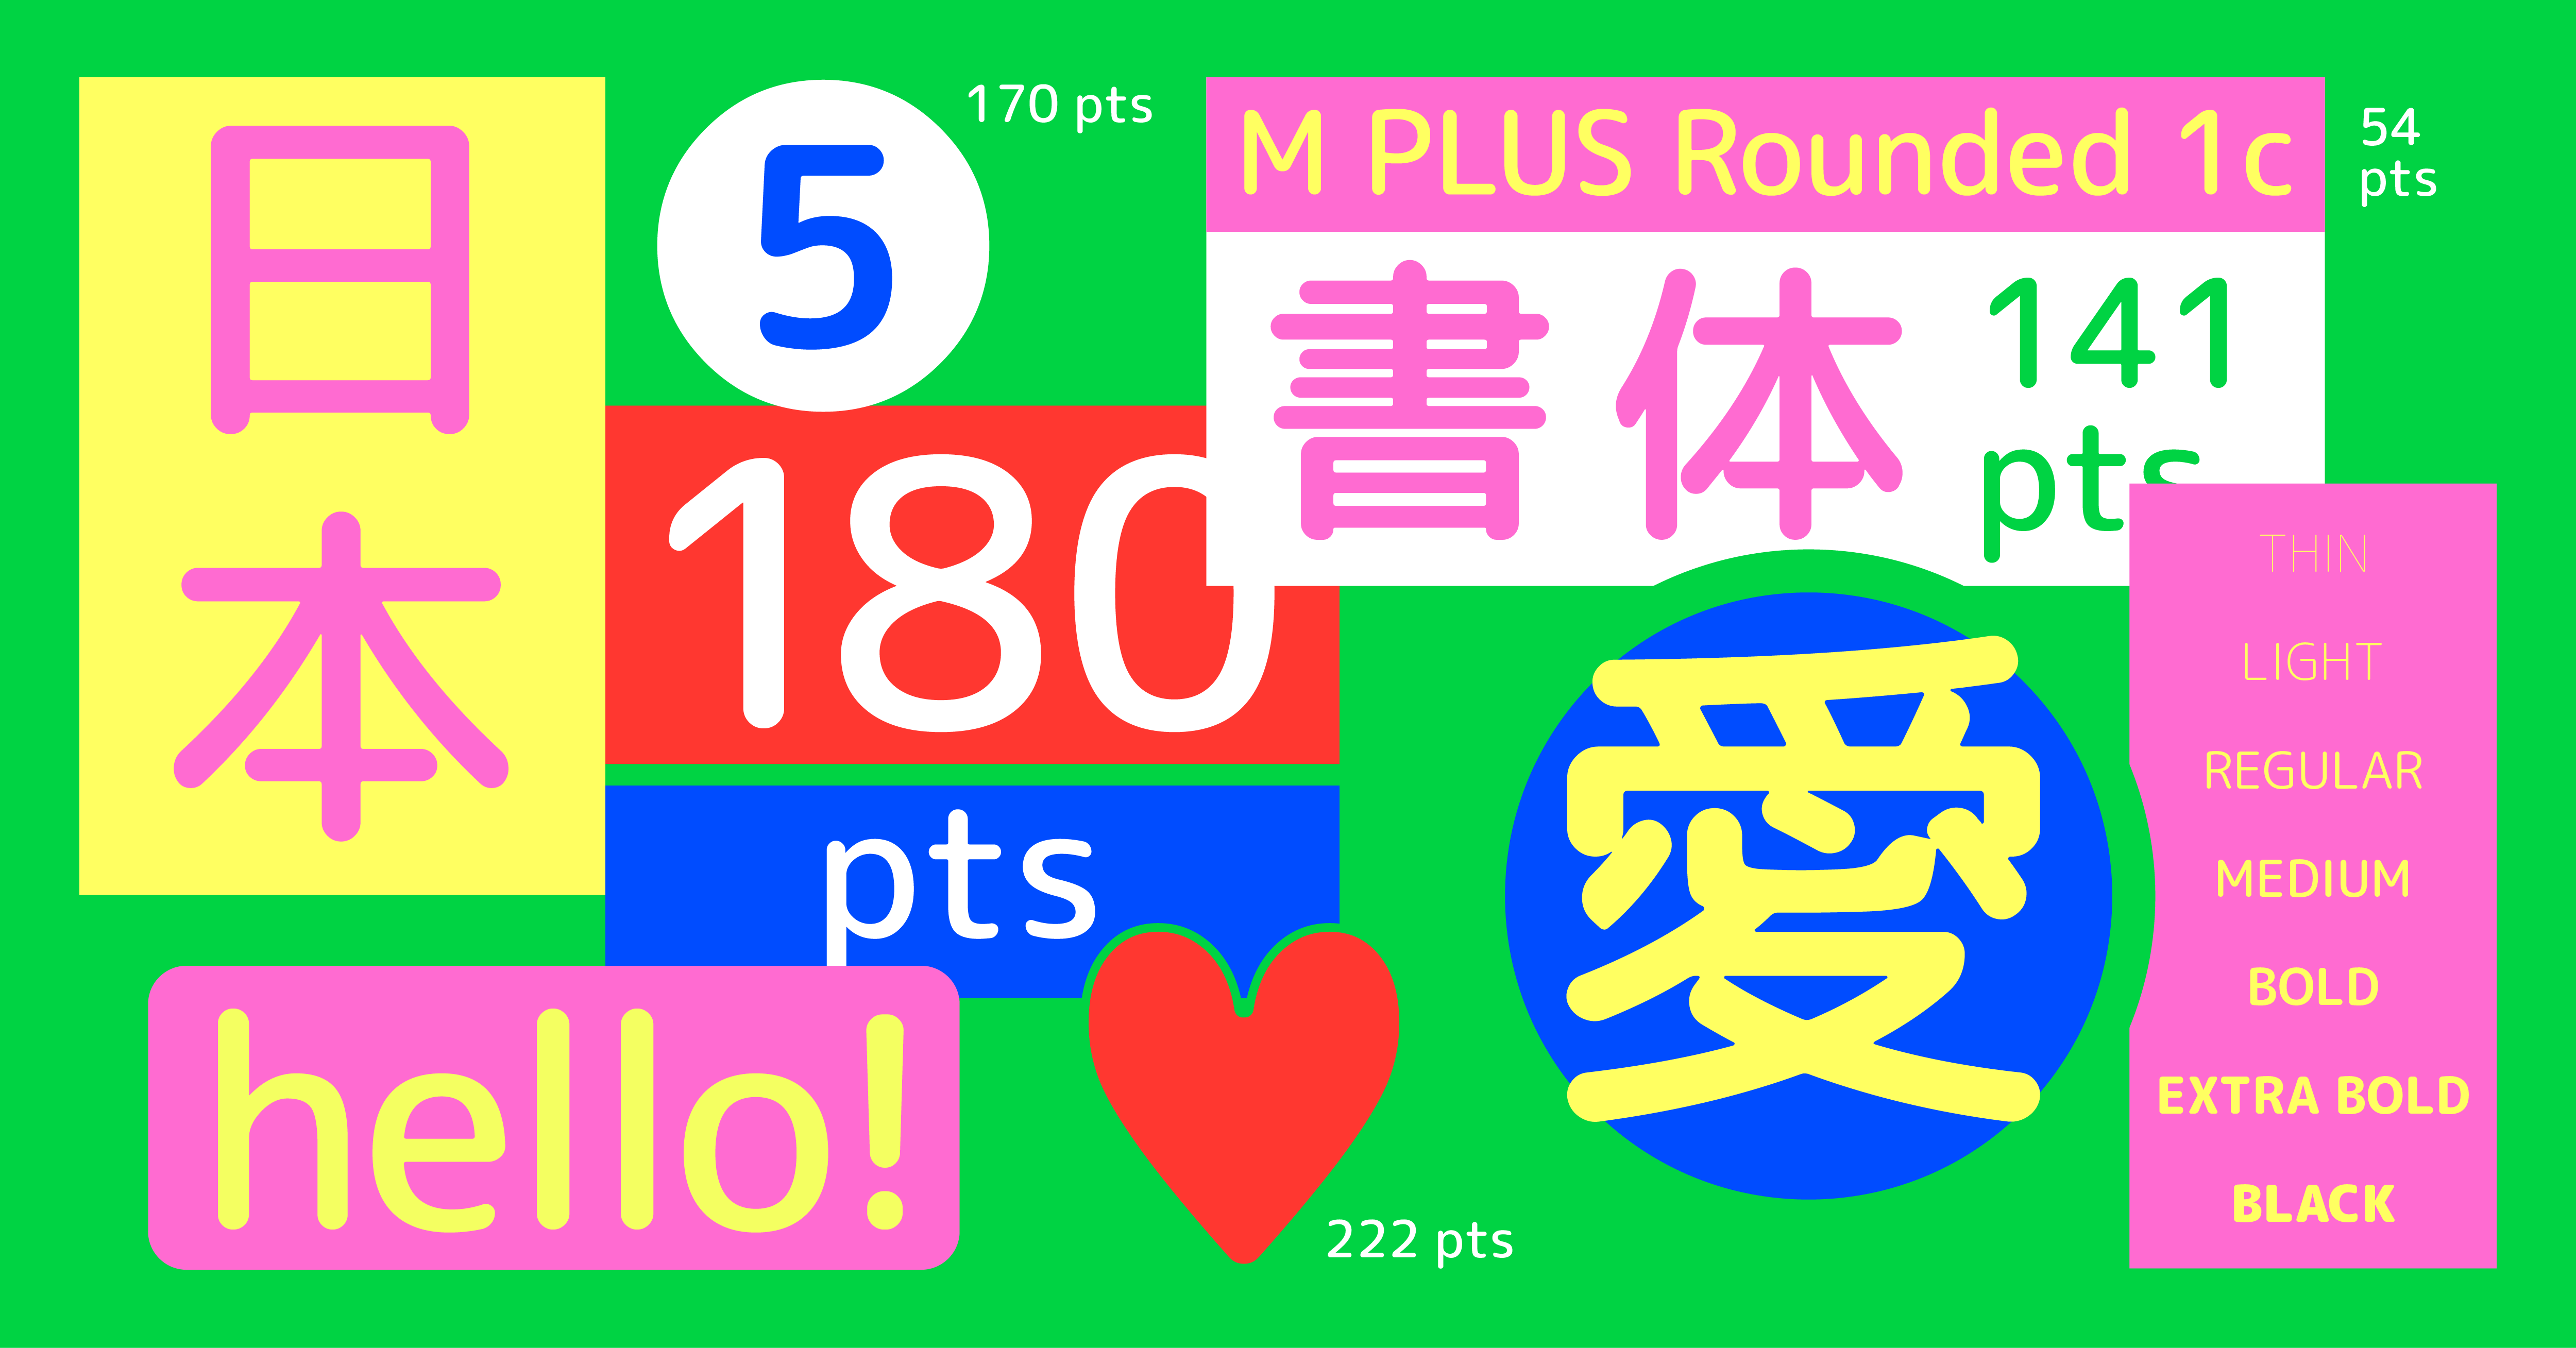 日本
5
170 pts
180
pts
hello!
M PLUS Rounded 1c
54
pts
書体
141
pts
愛
222 pts
THIN
LIGHT
REGULAR
MEDIUM
BOLD
EXTRA BOLD
BLACK